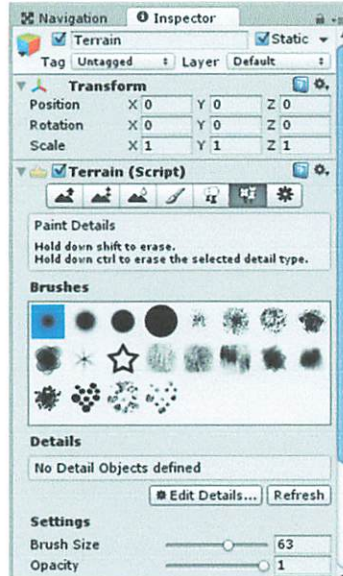 Navigation Inspector
Terrain Static
Tag Untagged Layer Default
Transform
Position X 0 Y 0 Z 0
Rotation X 0 Y 0 Z 0
Scale X 1 Y 1 Z 1
Terrain (Script)
Paint Details
Hold down shift to erase.
Hold down ctrl to erase the selected detail type.
Brushes
Details
No Detail Objects defined
Edit Details... Refresh
Settings
Brush Size 63
Opacity 1